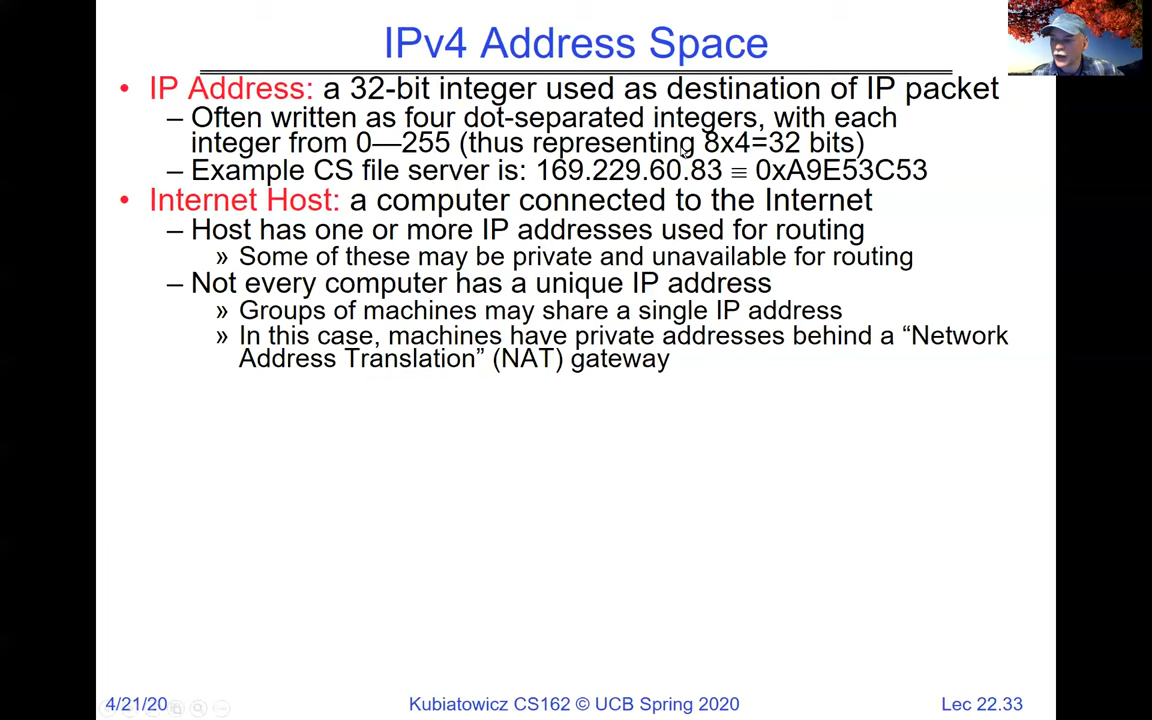 IPv4 Address Space
• IP Address: a 32-bit integer used as destination of IP packet
– Often written as four dot-separated integers, with each
integer from 0—255 (thus representing 8x4=32 bits)
– Example CS file server is: 169.229.60.83 ≡ 0xA9E53C53
• Internet Host: a computer connected to the Internet
– Host has one or more IP addresses used for routing
» Some of these may be private and unavailable for routing
– Not every computer has a unique IP address
» Groups of machines may share a single IP address
» In this case, machines have private addresses behind a “Network
Address Translation” (NAT) gateway
4/21/20
Kubiatowicz CS162 © UCB Spring 2020
Lec 22.33